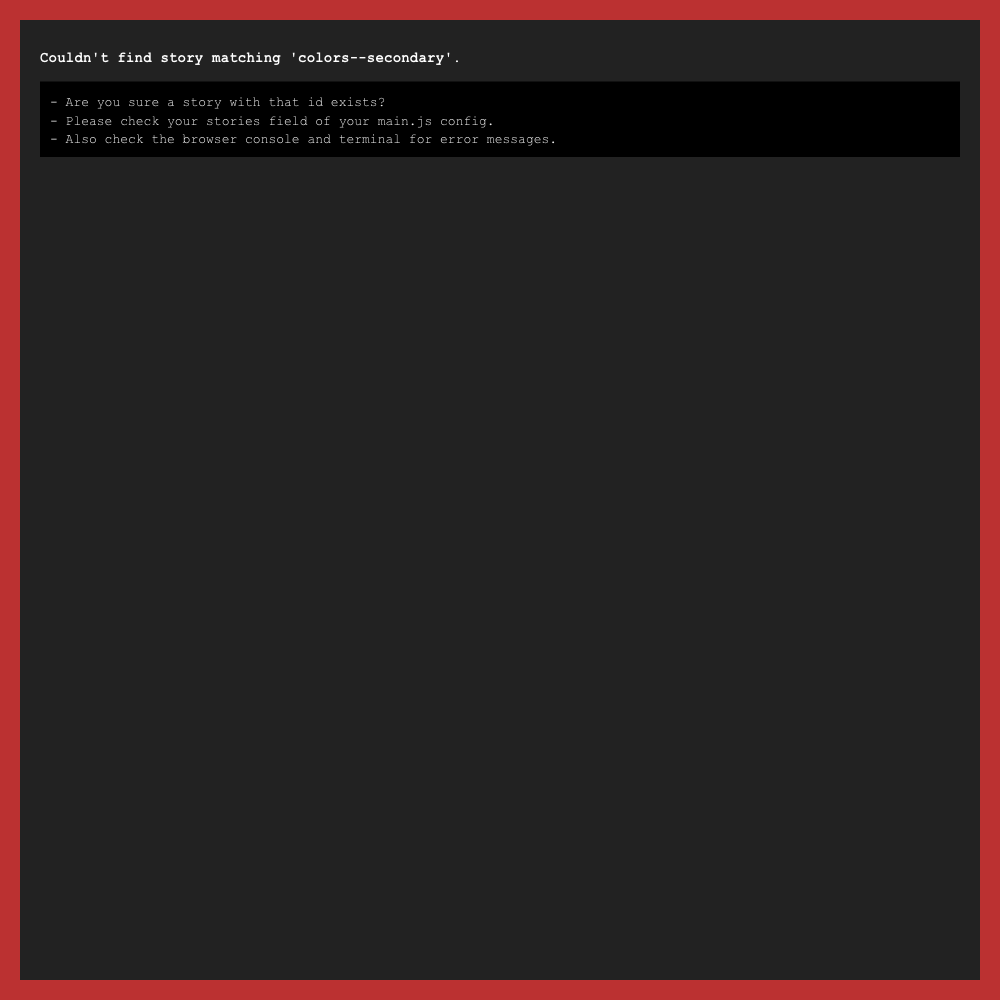 Couldn't find story matching 'colors--secondary'.
- Are you sure a story with that id exists?
- Please check your stories field of your main.js config.
- Also check the browser console and terminal for error messages.